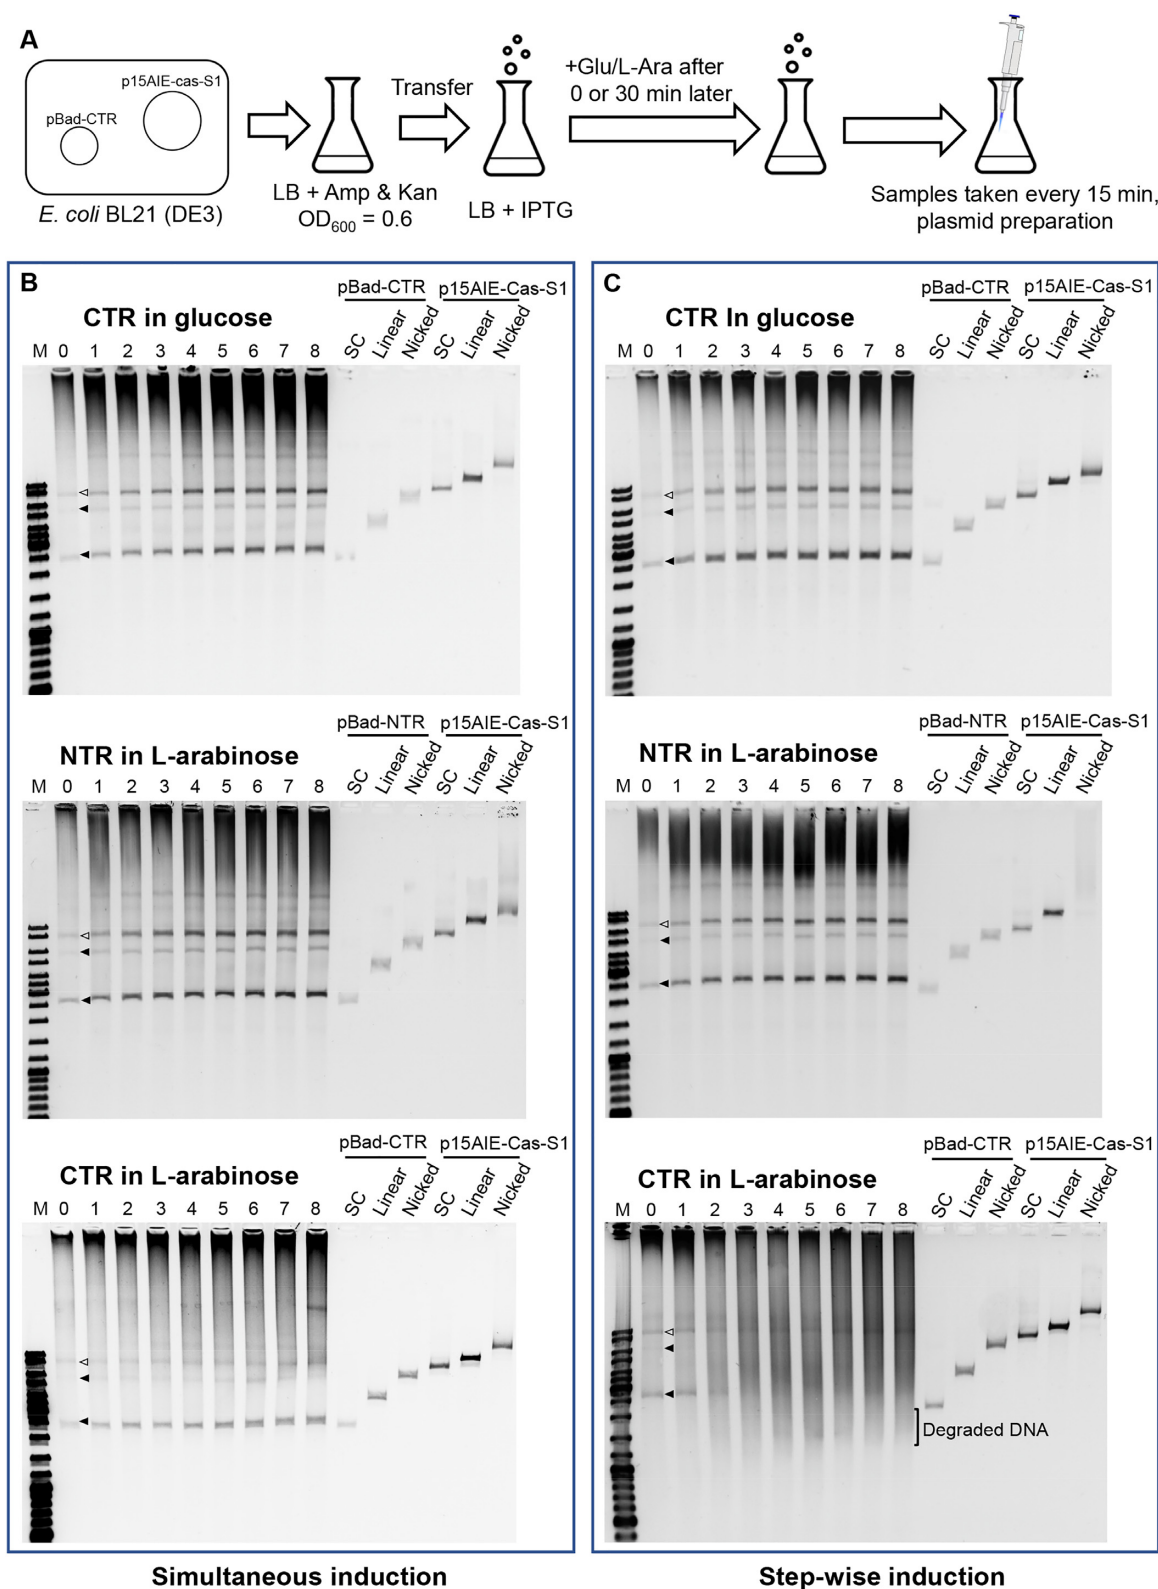 A
p15AIE-cas-S1
pBad-CTR
E. coli BL21 (DE3)
LB + Amp & Kan
OD600 = 0.6
Transfer
LB + IPTG
+Glu/L-Ara after
0 or 30 min later
Samples taken every 15 min,
plasmid preparation
B
CTR in glucose
pBad-CTR p15AIE-Cas-S1
M 0 1 2 3 4 5 6 7 8 SC Linear Nicked SC Linear Nicked
NTR in L-arabinose
pBad-NTR p15AIE-Cas-S1
M 0 1 2 3 4 5 6 7 8 SC Linear Nicked SC Linear Nicked
CTR in L-arabinose
pBad-CTR p15AIE-Cas-S1
M 0 1 2 3 4 5 6 7 8 SC Linear Nicked SC Linear Nicked
Simultaneous induction
C
CTR In glucose
pBad-CTR p15AIE-Cas-S1
M 0 1 2 3 4 5 6 7 8 SC Linear Nicked SC Linear Nicked
NTR in L-arabinose
pBad-NTR p15AIE-Cas-S1
M 0 1 2 3 4 5 6 7 8 SC Linear Nicked SC Linear Nicked
CTR in L-arabinose
pBad-CTR p15AIE-Cas-S1
M 0 1 2 3 4 5 6 7 8 SC Linear Nicked SC Linear Nicked
Degraded DNA
Step-wise induction